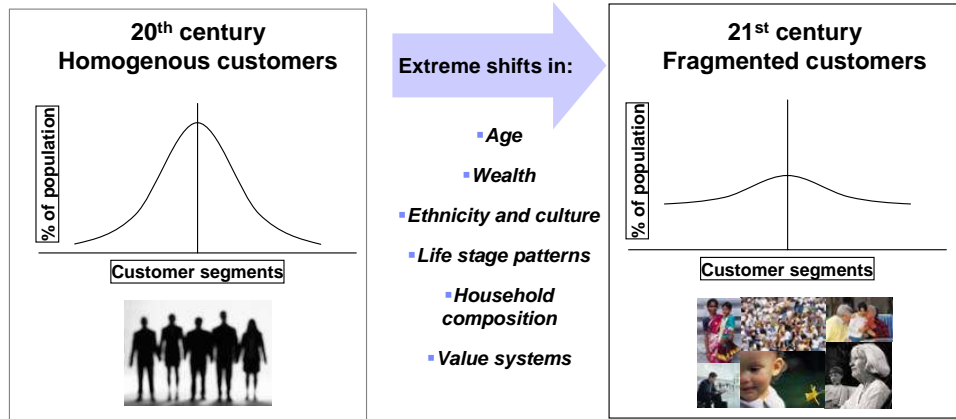 20th century
Homogenous customers
% of population
Customer segments
Extreme shifts in:
▪Age
▪Wealth
▪Ethnicity and culture
▪Life stage patterns
▪Household
composition
▪Value systems
21st century
Fragmented customers
% of population
Customer segments